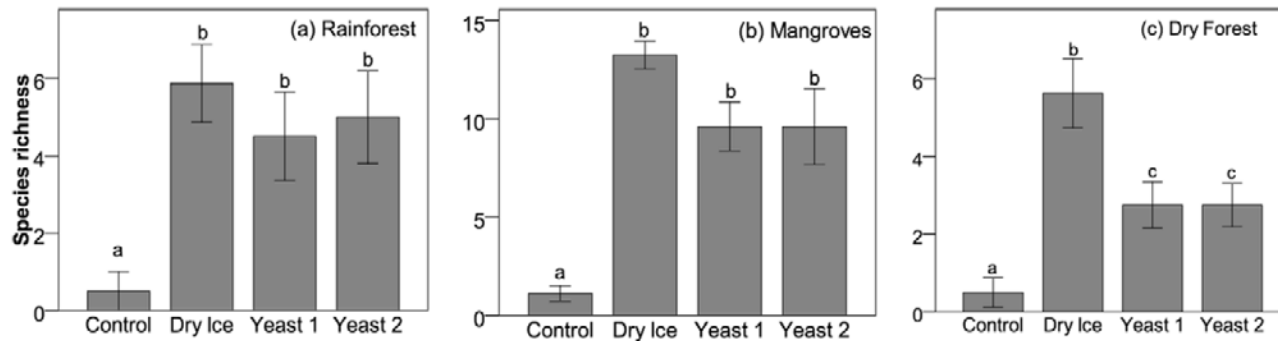 Species richness
(a) Rainforest
6
4
2
0
b
b
b
a
Control Dry Ice Yeast 1 Yeast 2
(b) Mangroves
15
10
5
0
b
b
b
a
Control Dry Ice Yeast 1 Yeast 2
(c) Dry Forest
6
4
2
0
b
c
c
a
Control Dry Ice Yeast 1 Yeast 2